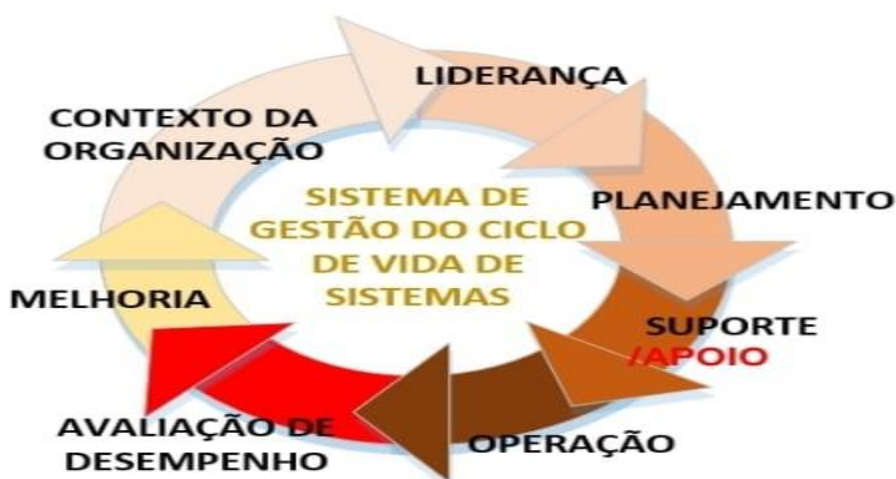 LIDERANÇA
CONTEXTO DA
ORGANIZAÇÃO
SISTEMA DE
GESTÃO DO CICLO
DE VIDA DE
SISTEMAS
PLANEJAMENTO
MELHORIA
SUPORTE
/APOIO
AVALIAÇÃO DE
DESEMPENHO
OPERAÇÃO